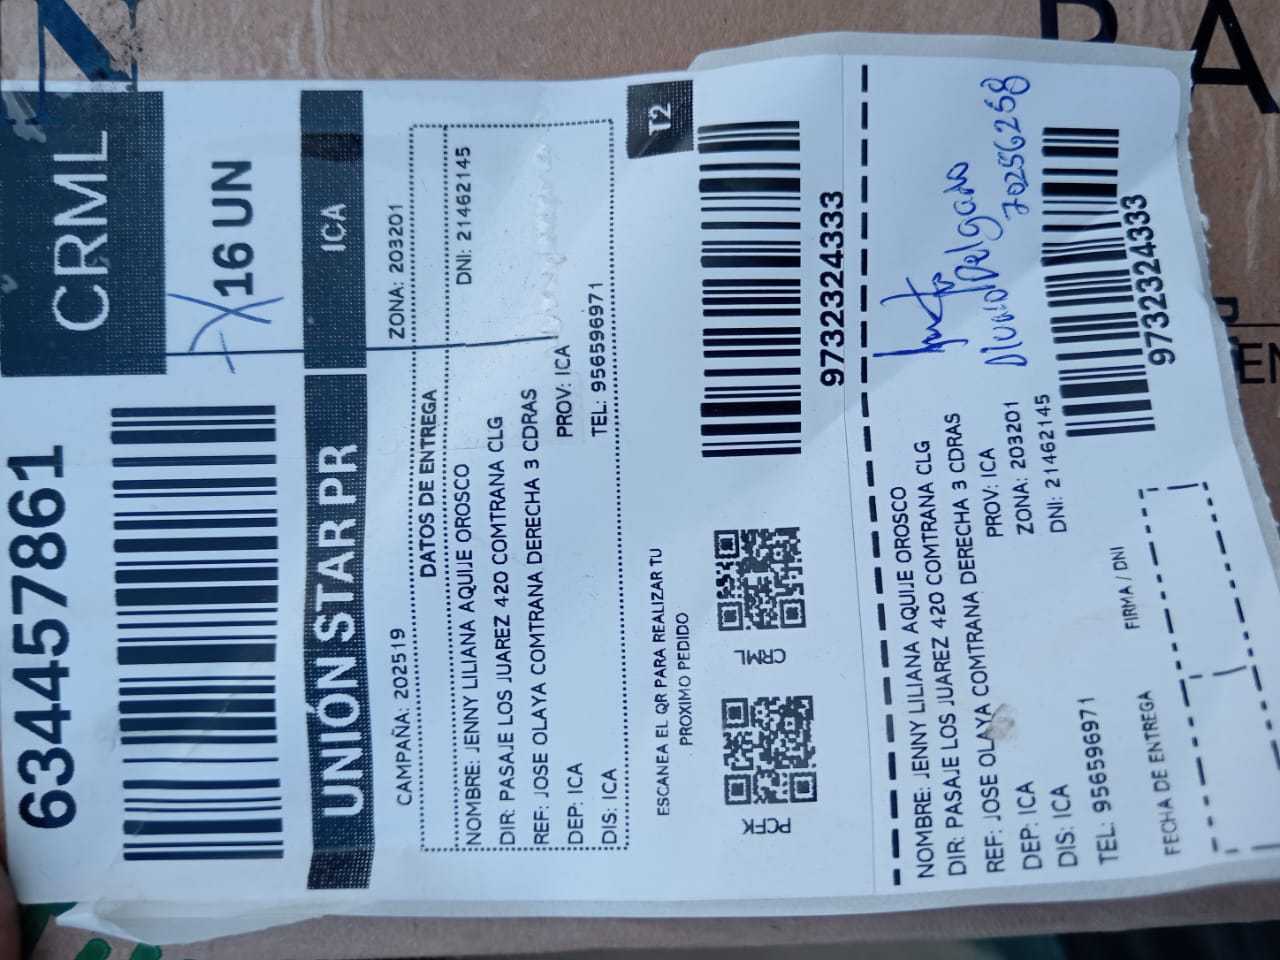 634457861
CRML
16 UN
UNIÓN STAR PR
ICA
CAMPAÑA: 202519
ZONA: 203201
DATOS DE ENTREGA
NOMBRE: JENNY LILIANA AQUIJE OROSCO
DNI: 21462145
DIR: PASAJE LOS JUAREZ 420 COMTRANA CLG
REF: JOSE OLAYA COMTRANA DERECHA 3 CDRAS
DEP: ICA
PROV: ICA
DIS: ICA
TEL: 956596971
T2
ESCANEA EL QR PARA REALIZAR TU
PROXIMO PEDIDO
PCFK
CRML
9732324333
NOMBRE: JENNY LILIANA AQUIJE OROSCO
DIR: PASAJE LOS JUAREZ 420 COMTRANA CLG
REF: JOSE OLAYA COMTRANA DERECHA 3 CDRAS
DEP: ICA
PROV: ICA
DIS: ICA
ZONA: 203201
TEL: 956596971
DNI: 21462145
Delgado
70256258
9732324333
FECHA DE ENTREGA
FIRMA / DNI